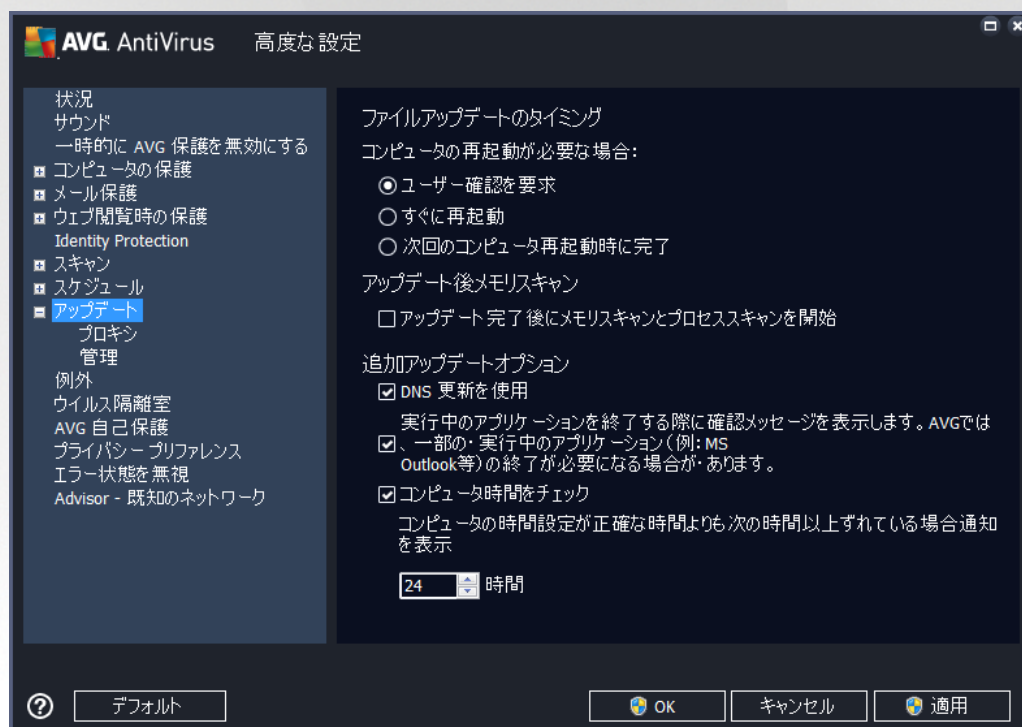 AVG. AntiVirus 高度な設定
状況
サウンド
一時的に AVG 保護を無効にする
コンピュータの保護
メール保護
ウェブ閲覧時の保護
Identity Protection
スキャン
スケジュール
アップデート
プロキシ
管理
例外
ウイルス隔離室
AVG 自己保護
プライバシー プリファレンス
エラー状態を無視
Advisor - 既知のネットワーク
ファイルアップデートのタイミング
コンピュータの再起動が必要な場合:
ユーザー確認を要求
すぐに再起動
次回のコンピュータ再起動時に完了
アップデート後メモリスキャン
アップデート完了後にメモリスキャンとプロセススキャンを開始
追加アップデートオプション
DNS 更新を使用
実行中のアプリケーションを終了する際に確認メッセージを表示します。AVGでは
、一部の・実行中のアプリケーション(例: MS
Outlook等)の終了が必要になる場合が・あります。
コンピュータ時間をチェック
コンピュータの時間設定が正確な時間よりも次の時間以上ずれている場合通知
を表示
24 時間
? デフォルト OK キャンセル 適用